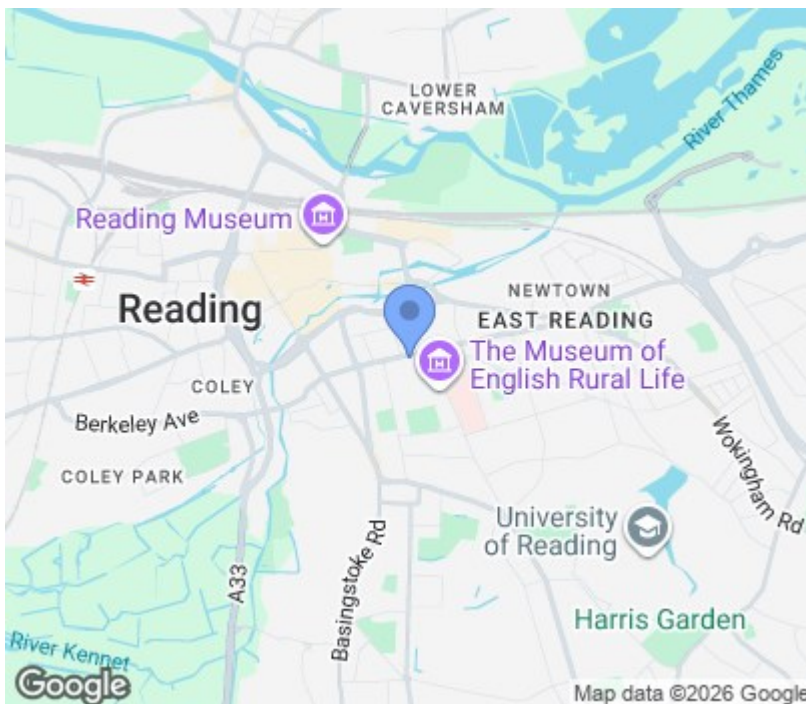 LOWER
CAVERSHAM
River Thames
Reading Museum
NEWTOWN
EAST READING
Reading
The Museum of
English Rural Life
COLEY
Berkeley Ave
Wokingham Rd
COLEY PARK
University
of Reading
Basingstoke Rd
A33
Harris Garden
River Kennet
Google
Map data ©2026 Google